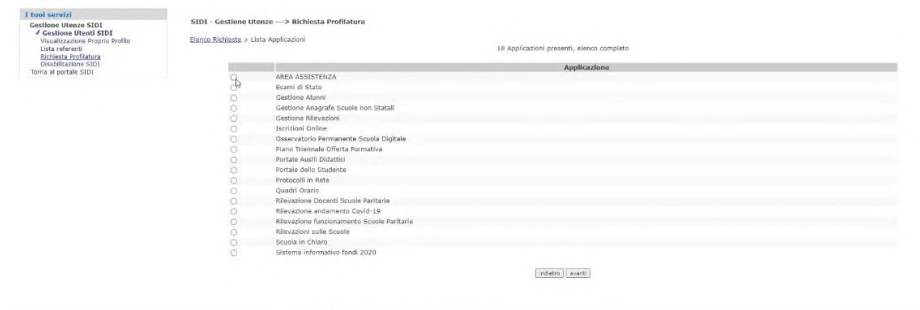 I tuoi servizi
Gestione Utenze SIDI
✓ Gestione Utenti SIDI
Visualizzazione Proprio Profilo
Lista referenti
Richiesta Profilatura
Disabilitazione SIDI
Torna al portale SIDI
SIDI - Gestione Utenze ---> Richiesta Profilatura
Elenco Richieste > Lista Applicazioni
18 Applicazioni presenti, elenco completo
Applicazione
AREA ASSISTENZA
Esami di Stato
Gestione Alunni
Gestione Anagrafe Scuole non Statali
Gestione Rilevazioni
Iscrizioni Online
Osservatorio Permanente Scuola Digitale
Piano Triennale Offerta Formativa
Portale Ausili Didattici
Portale dello Studente
Protocolli in Rete
Quadri Orario
Rilevazione Docenti Scuole Paritarie
Rilevazione andamento Covid-19
Rilevazione funzionamento Scuole Paritarie
Rilevazioni sulle Scuole
Scuola in Chiaro
Sistema informativo fondi 2020
indietro avanti